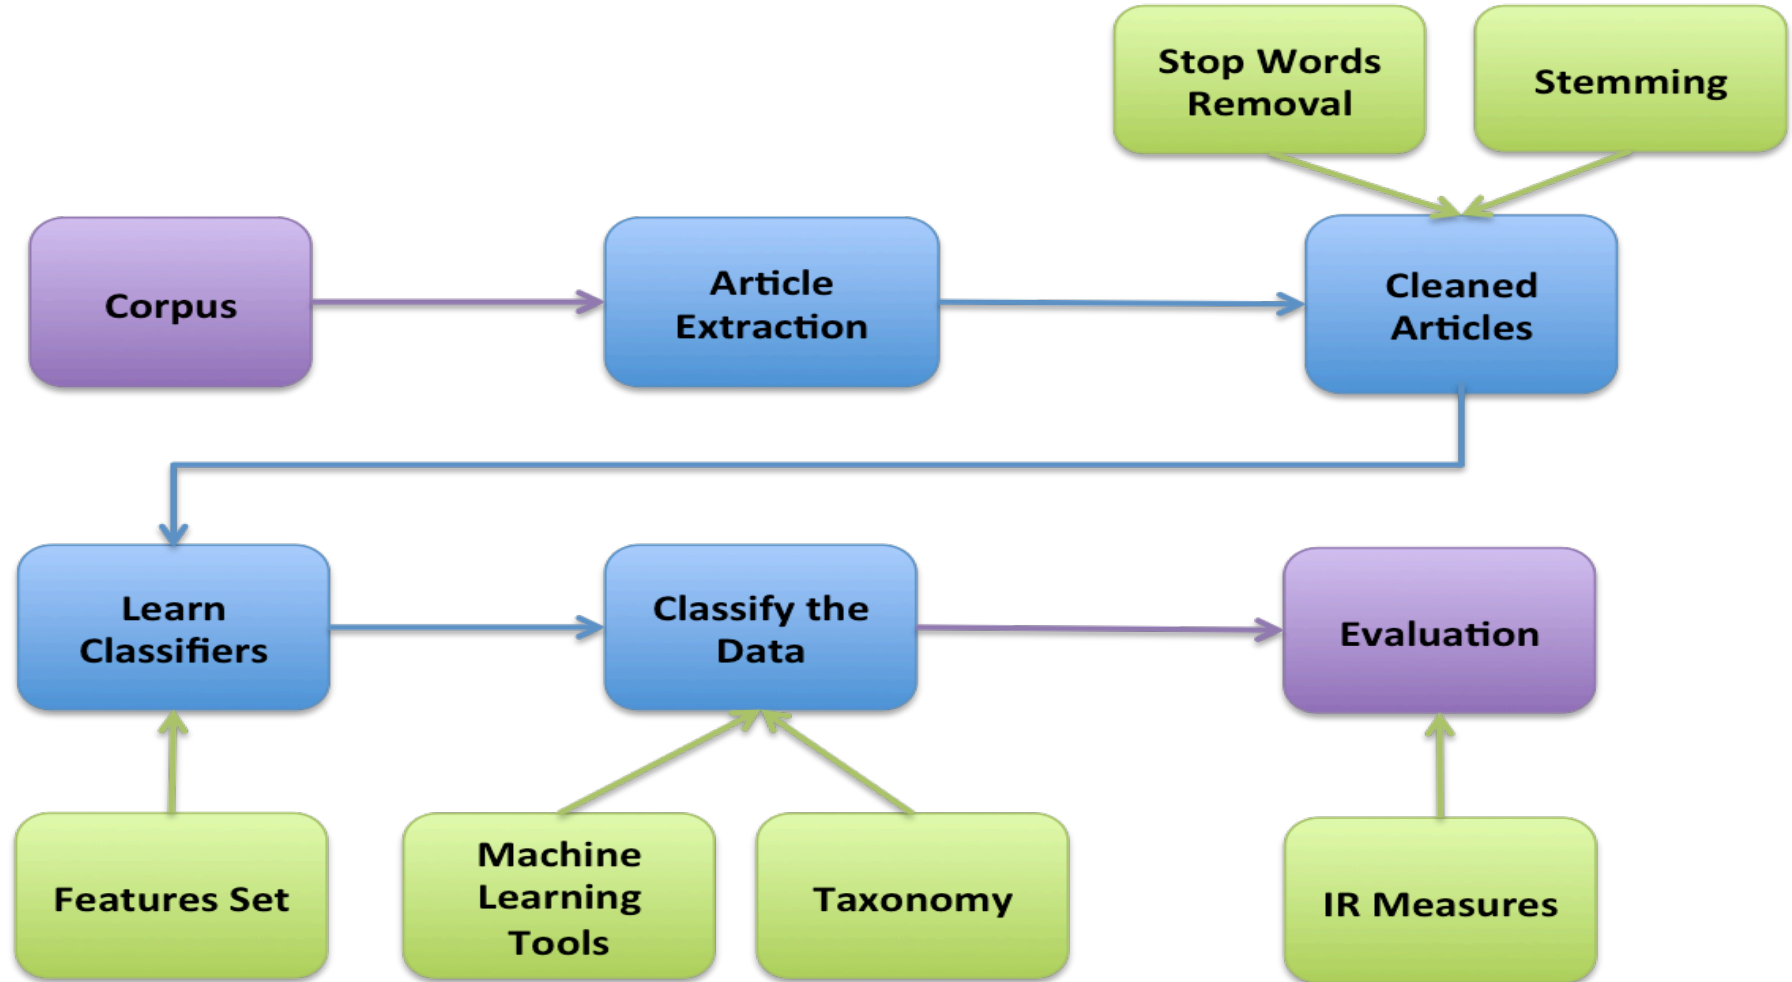 Stop Words
Removal
Stemming
Corpus
Article
Extraction
Cleaned
Articles
Learn
Classifiers
Classify the
Data
Evaluation
Features Set
Machine
Learning
Tools
Taxonomy
IR Measures